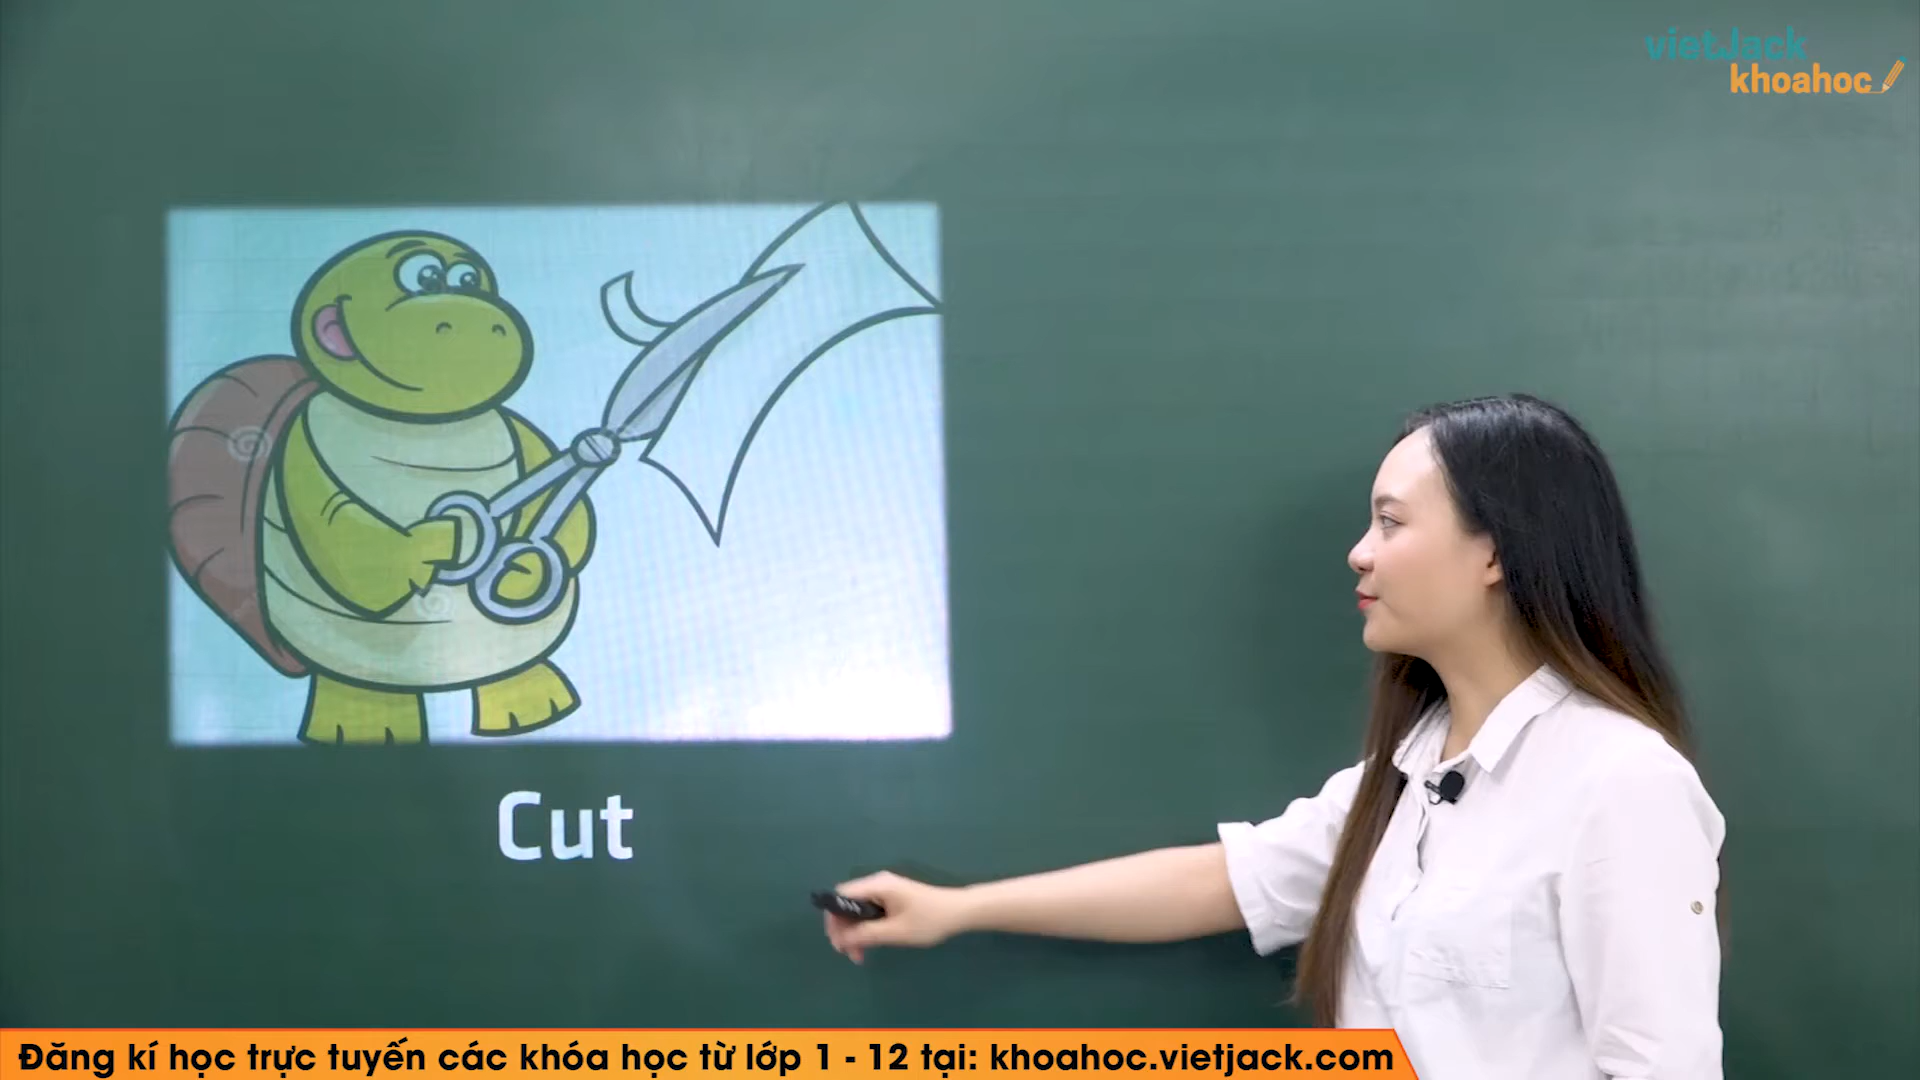 vietJack
khoahoc
Cut
Đăng kí học trực tuyến các khóa học từ lớp 1 - 12 tại: khoahoc.vietjack.com